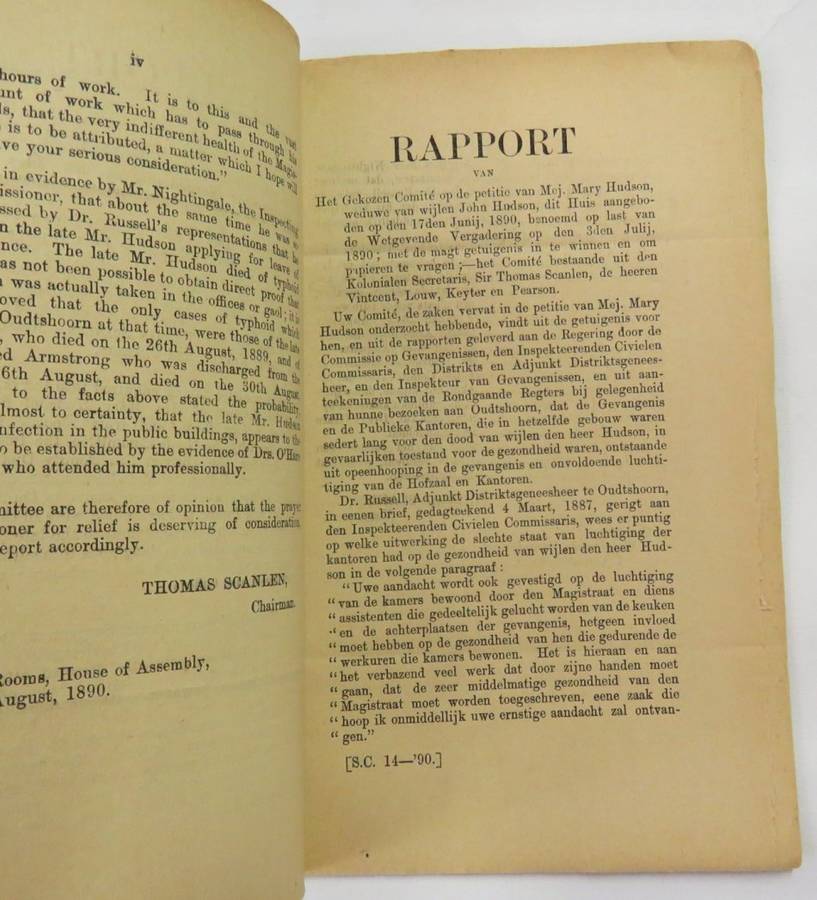 iv
hours of work. It is to this and the vast
unt of work which has to pass through his
ls, that the very indifferent health of the Magis-
is to be attributed, a matter which I hope will
ve your serious consideration."
in evidence by Mr. Nightingale, the Inspecting
issioner, that about the same time he was so
ssed by Dr. Russell's representations that he
n the late Mr. Hudson applying for leave of
nce. The late Mr. Hudson died of typhoid
as not been possible to obtain direct proof that
n was actually taken in the offices or gaol; it is
oved that the only cases of typhoid which
Oudtshoorn at that time, were those of the late
, who died on the 26th August, 1889, and of
ed Armstrong who was discharged from the
6th August, and died on the 30th August
to the facts above stated the probability,
lmost to certainty, that the late Mr. Hudson
nfection in the public buildings, appears to the
o be established by the evidence of Drs. O'Hare
who attended him professionally.
mittee are therefore of opinion that the prayer
oner for relief is deserving of consideration
eport accordingly.
THOMAS SCANLEN,
Chairman.
Rooms, House of Assembly,
August, 1890.
RAPPORT
VAN
Het Gekozen Comité op de petitie van Mej. Mary Hudson,
weduwe van wijlen John Hudson, dit Huis aangebo-
den op den 17den Junij, 1890, benoemd op last van
de Wetgevende Vergadering op den 3den Julij,
1890; met de magt getuigenis in te winnen en om
papieren te vragen;—het Comité bestaande uit den
Kolonialen Secretaris, Sir Thomas Scanlen, de heeren
Vintcent, Louw, Keyter en Pearson.
Uw Comité, de zaken vervat in de petitie van Mej. Mary
Hudson onderzocht hebbende, vindt uit de getuigenis voor
hen, en uit de rapporten geleverd aan de Regering door de
Commissie op Gevangenissen, den Inspekteerenden Civielen
Commissaris, den Distrikts en Adjunkt Distriktsgenees-
heer, en den Inspekteur van Gevangenissen, en uit aan-
teekeningen van de Rondgaande Regters bij gelegenheid
van hunne bezoeken aan Oudtshoorn, dat de Gevangenis
en de Publieke Kantoren, die in hetzelfde gebouw waren
sedert lang voor den dood van wijlen den heer Hudson, in
gevaarlijken toestand voor de gezondheid waren, ontstaande
uit opeenhooping in de gevangenis en onvoldoende luchti-
tiging van de Hofzaal en Kantoren.
Dr. Russell, Adjunkt Distriktsgeneesheer te Oudtshoorn,
in eenen brief, gedagteekend 4 Maart, 1887, gerigt aan
den Inspekteerenden Civielen Commissaris, wees er puntig
op welke uitwerking de slechte staat van luchtiging der
kantoren had op de gezondheid van wijlen den heer Hud-
son in de volgende paragraaf:
"Uwe aandacht wordt ook gevestigd op de luchtiging
"van de kamers bewoond door den Magistraat en diens
"assistenten die gedeeltelijk gelucht worden van de keuken
"en de achterplaatsen der gevangenis, hetgeen invloed
"moet hebben op de gezondheid van hen die gedurende de
"werkuren die kamers bewonen. Het is hieraan en aan
"het verbazend veel werk dat door zijne handen moet
"gaan, dat de zeer middelmatige gezondheid van den
"Magistraat moet worden toegeschreven, eene zaak die
"hoop ik onmiddellijk uwe ernstige aandacht zal ontvan-
"gen."
[S.C. 14—'90.]